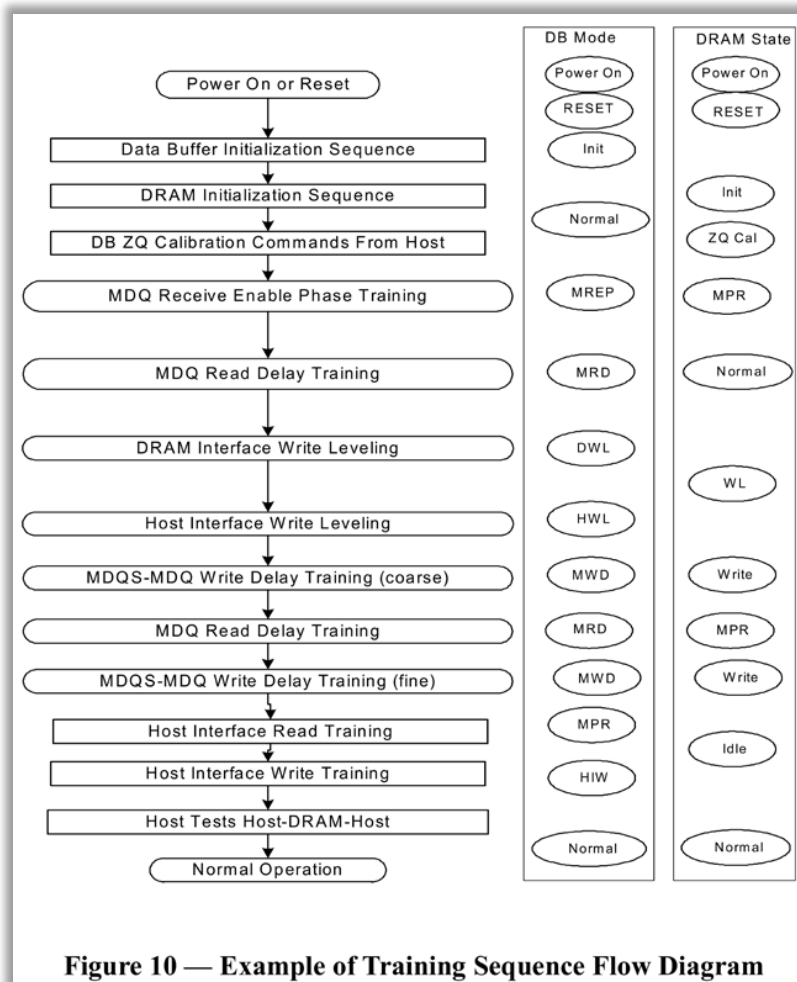 DB Mode
DRAM State
Power On or Reset
Power On
Power On
RESET
RESET
Data Buffer Initialization Sequence
Init
DRAM Initialization Sequence
Init
Normal
DB ZQ Calibration Commands From Host
ZQ Cal
MDQ Receive Enable Phase Training
MREP
MPR
MDQ Read Delay Training
MRD
Normal
DRAM Interface Write Leveling
DWL
WL
Host Interface Write Leveling
HWL
MDQS-MDQ Write Delay Training (coarse)
MWD
Write
MDQ Read Delay Training
MRD
MPR
MDQS-MDQ Write Delay Training (fine)
MWD
Write
Host Interface Read Training
MPR
Idle
Host Interface Write Training
HIW
Host Tests Host-DRAM-Host
Normal
Normal
Normal Operation
Figure 10 — Example of Training Sequence Flow Diagram